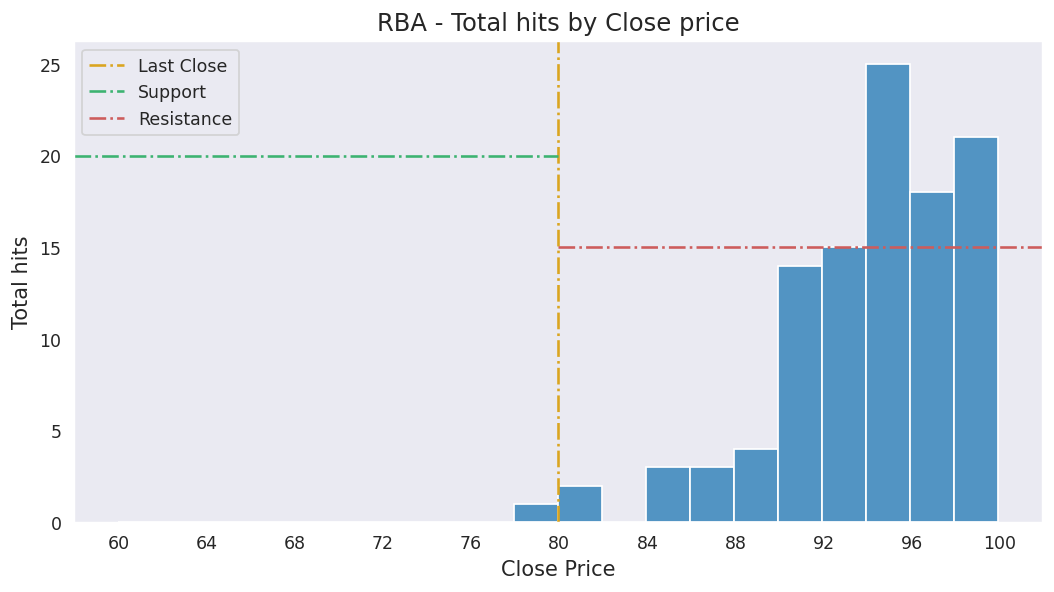 RBA - Total hits by Close price
Last Close
Support
Resistance
25
20
15
10
5
0
Total hits
60 64 68 72 76 80 84 88 92 96 100
Close Price